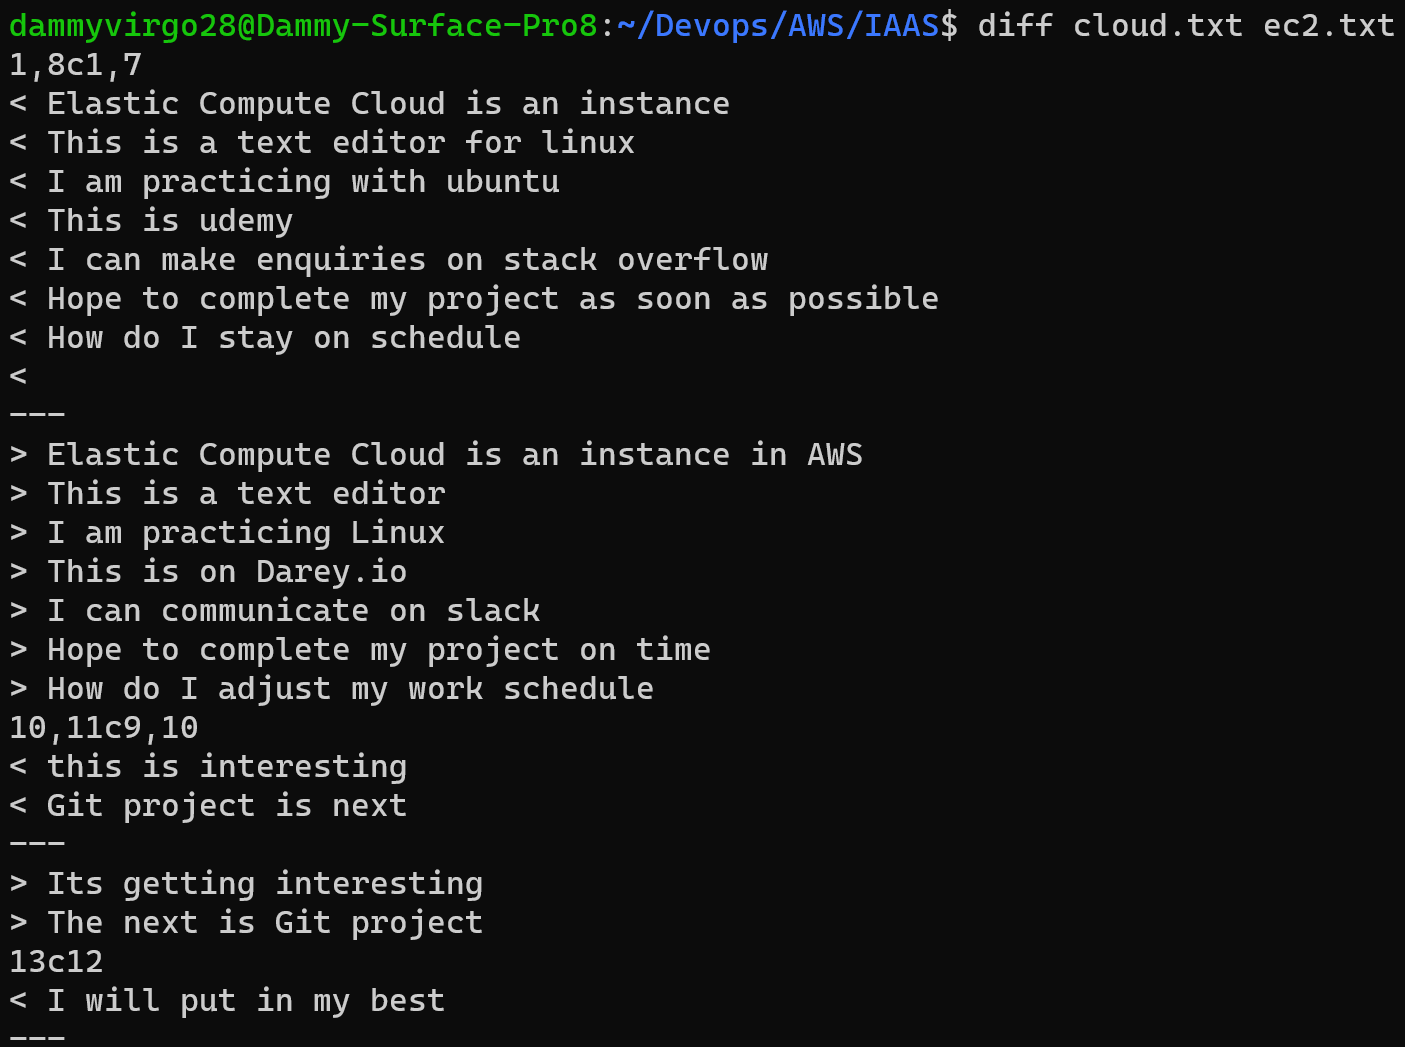 dammyvirgo28@Dammy-Surface-Pro8:~/Devops/AWS/IAAS$ diff cloud.txt ec2.txt
1,8c1,7
< Elastic Compute Cloud is an instance
< This is a text editor for linux
< I am practicing with ubuntu
< This is udemy
< I can make enquiries on stack overflow
< Hope to complete my project as soon as possible
< How do I stay on schedule
<
---
> Elastic Compute Cloud is an instance in AWS
> This is a text editor
> I am practicing Linux
> This is on Darey.io
> I can communicate on slack
> Hope to complete my project on time
> How do I adjust my work schedule
10,11c9,10
< this is interesting
< Git project is next
---
> Its getting interesting
> The next is Git project
13c12
< I will put in my best
---